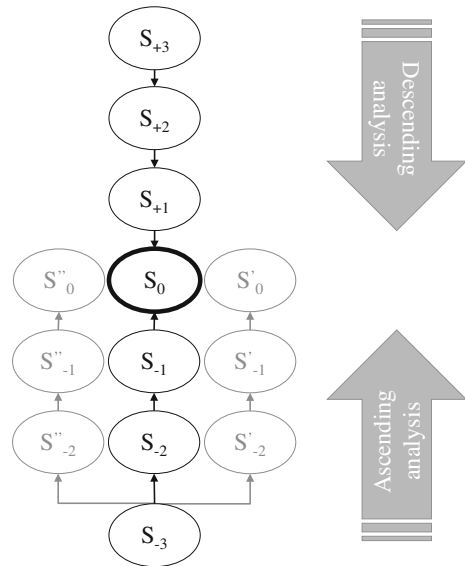 S+3
S+2
S+1
Descending
analysis
S"0
S0
S'0
S"-1
S-1
S'-1
S"-2
S-2
S'-2
S-3
Ascending
analysis